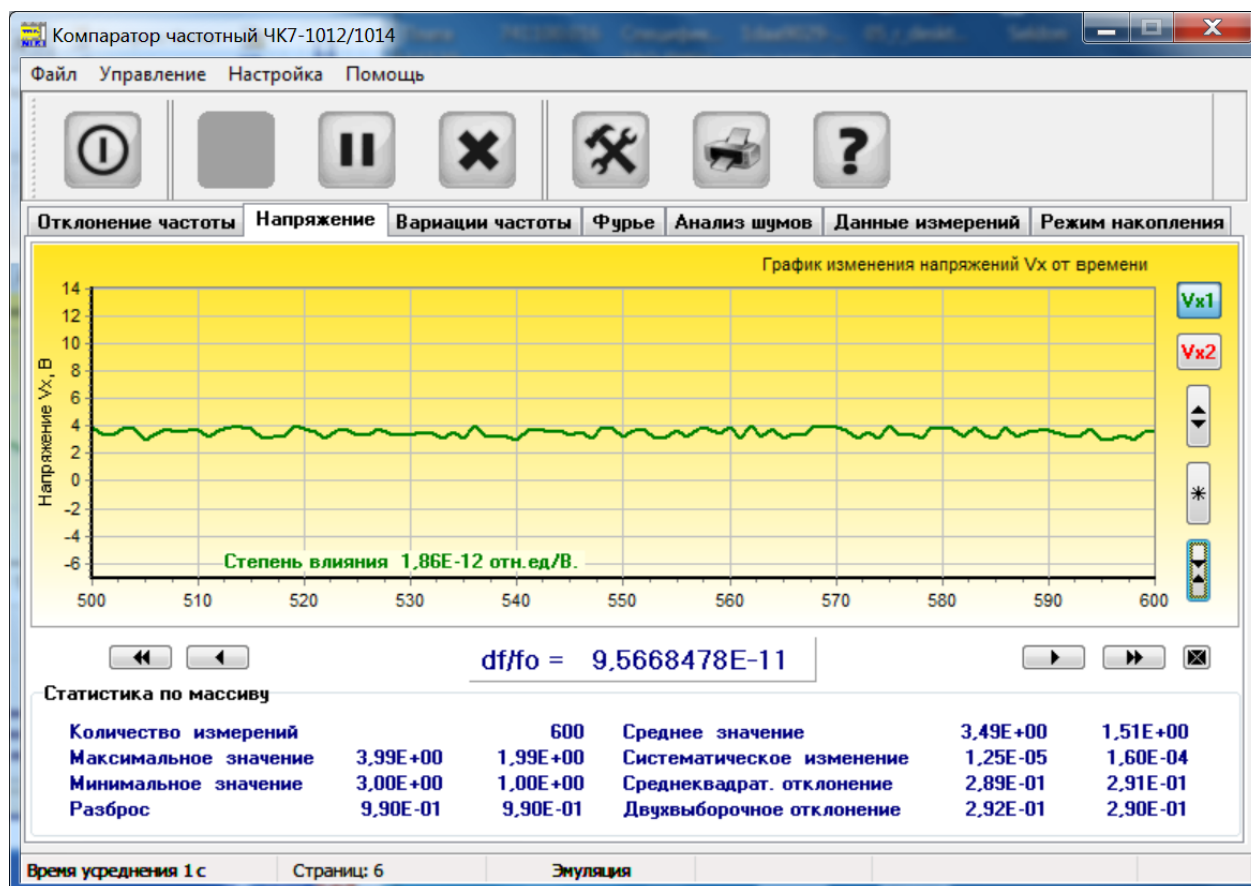 Компаратор частотный ЧК7-1012/1014
Файл Управление Настройка Помощь
Отклонение частоты Напряжение Вариации частоты Фурье Анализ шумов Данные измерений Режим накопления
График изменения напряжений Vx от времени
Напряжение Vx, В
14
12
10
8
6
4
2
0
-2
-4
-6
Vx1
Vx2
Степень влияния 1,86E-12 отн.ед/В.
500 510 520 530 540 550 560 570 580 590 600
df/fo = 9,5668478E-11
Статистика по массиву
Количество измерений 600 Среднее значение 3,49E+00 1,51E+00
Максимальное значение 3,99E+00 1,99E+00 Систематическое изменение 1,25E-05 1,60E-04
Минимальное значение 3,00E+00 1,00E+00 Среднеквадрат. отклонение 2,89E-01 2,91E-01
Разброс 9,90E-01 9,90E-01 Двухвыборочное отклонение 2,92E-01 2,90E-01
Время усреднения 1 с Страниц: 6 Эмуляция